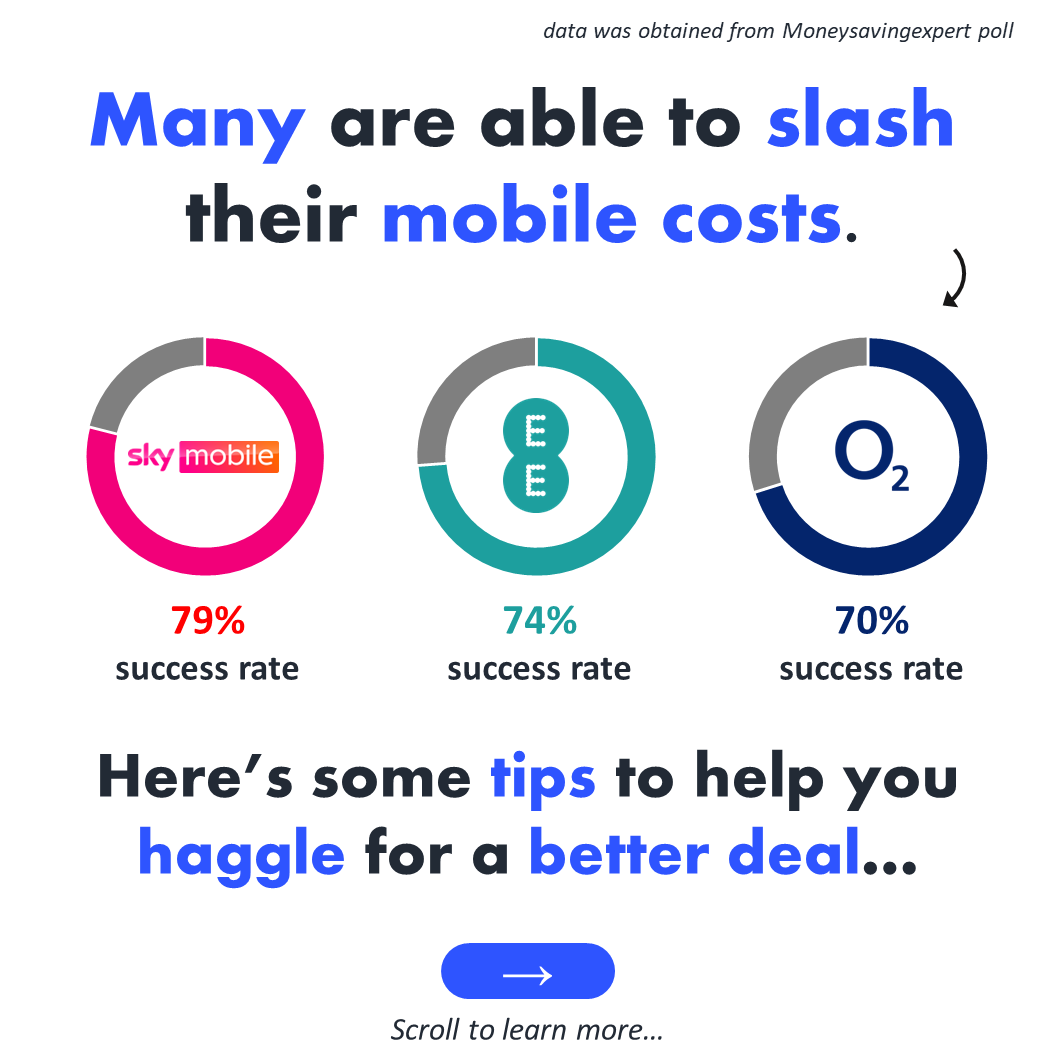 data was obtained from Moneysavingexpert poll
Many are able to slash
their mobile costs.
sky mobile
E
E
O2
79%
74%
70%
success rate
success rate
success rate
Here’s some tips to help you
haggle for a better deal...
→
Scroll to learn more...